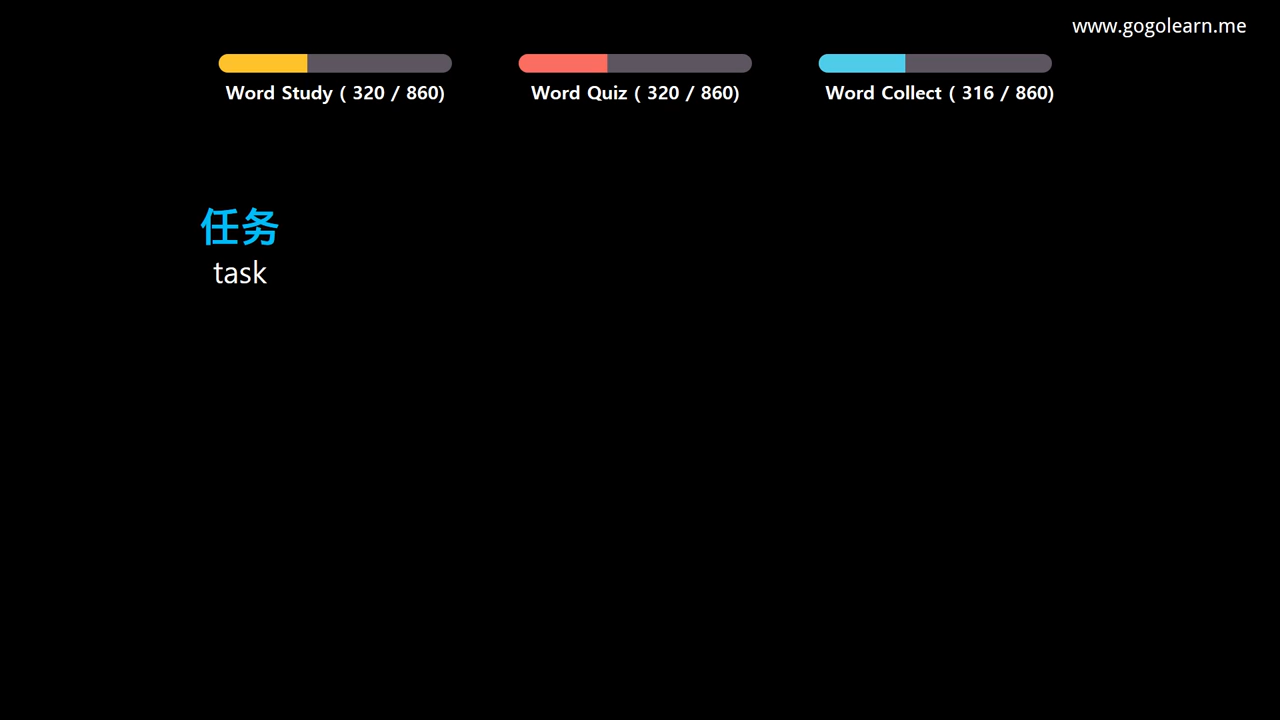 www.gogolearn.me
Word Study ( 320 / 860)
Word Quiz ( 320 / 860)
Word Collect ( 316 / 860)
任务
task